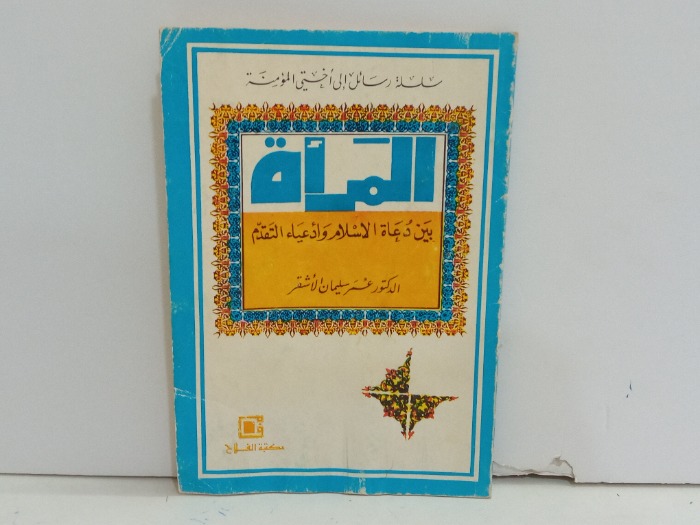 سلسلة رسائل إلى أختي المؤمنة
المرأة
بين دعاة الاسلام وأدعياء التقدم
الدكتور عمر سليمان الأشقر
مكتبة الفلاح